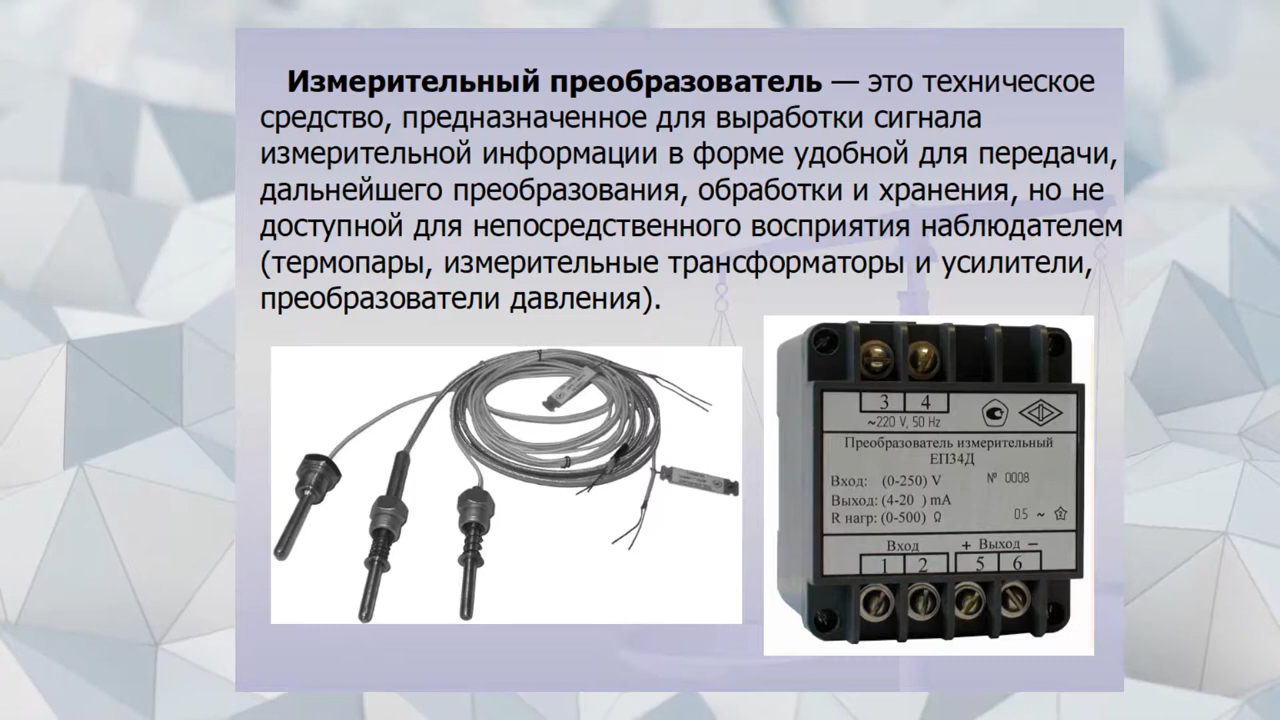 Измерительный преобразователь — это техническое
средство, предназначенное для выработки сигнала
измерительной информации в форме удобной для передачи,
дальнейшего преобразования, обработки и хранения, но не
доступной для непосредственного восприятия наблюдателем
(термопары, измерительные трансформаторы и усилители,
преобразователи давления).
3 4
~220 V, 50 Hz
Преобразователь измерительный
ЕП34Д
Вход: (0-250) V № 0008
Выход: (4-20 ) mA
R нагр: (0-500) Ω 0.5 ~
Вход + Выход −
1 2 5 6